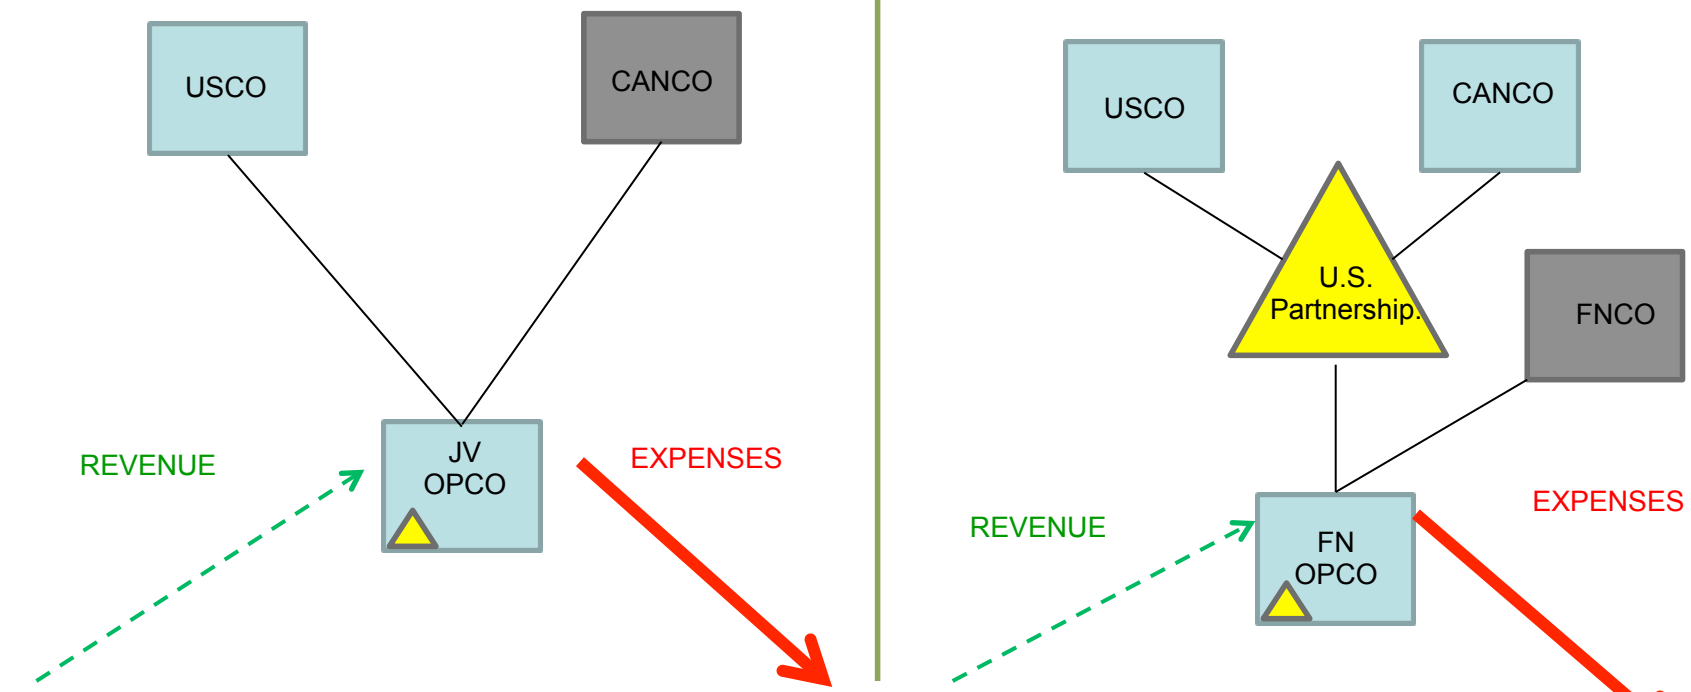 USCO
CANCO
JV
OPCO
REVENUE
EXPENSES
USCO
CANCO
U.S.
Partnership.
FNCO
REVENUE
EXPENSES
FN
OPCO